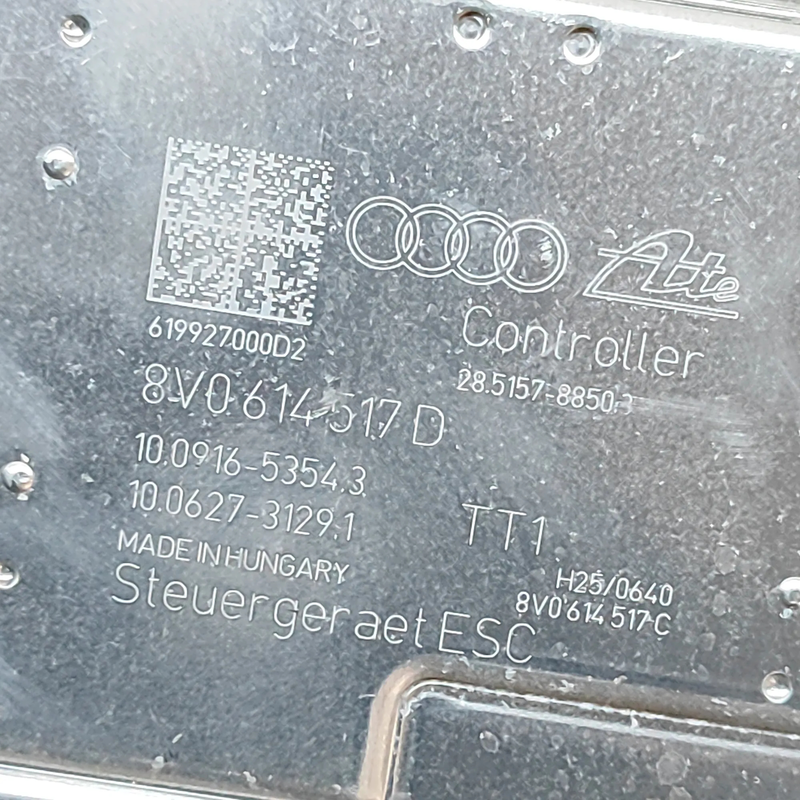 Ate
619927000D2
Controller
28.5157-8850.3
8V0 614 517 D
10.0916-5354.3
10.0627-3129.1
TT1
MADE IN HUNGARY
H25/0640
8V0 614 517 C
Steuergeraet ESC